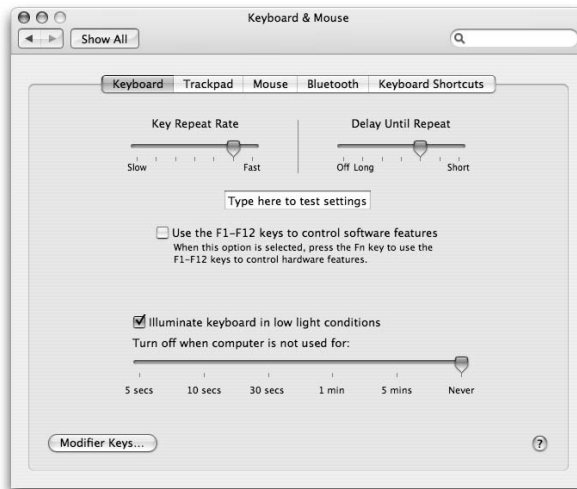 Keyboard & Mouse
Show All
Keyboard Trackpad Mouse Bluetooth Keyboard Shortcuts
Key Repeat Rate Delay Until Repeat
Slow Fast Off Long Short
Type here to test settings
Use the F1–F12 keys to control software features
When this option is selected, press the Fn key to use the
F1–F12 keys to control hardware features.
Illuminate keyboard in low light conditions
Turn off when computer is not used for:
5 secs 10 secs 30 secs 1 min 5 mins Never
Modifier Keys... ?